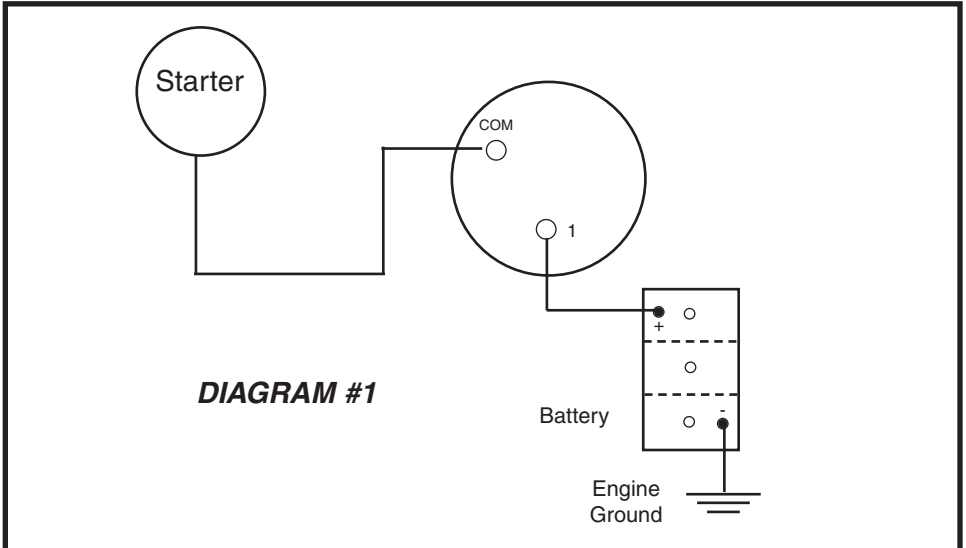 Starter
COM
1
+
-
DIAGRAM #1
Battery
Engine
Ground